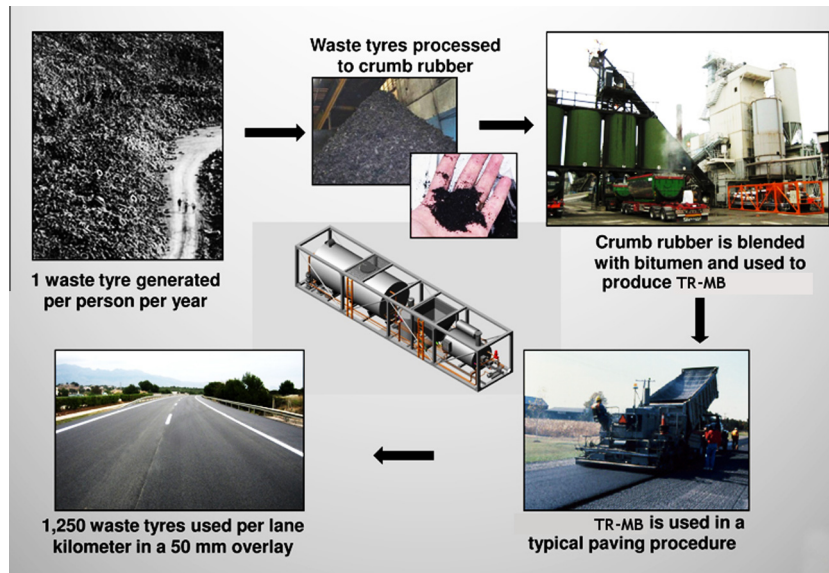 1 waste tyre generated
per person per year
Waste tyres processed
to crumb rubber
Crumb rubber is blended
with bitumen and used to
produce TR-MB
TR-MB is used in a
typical paving procedure
1,250 waste tyres used per lane
kilometer in a 50 mm overlay